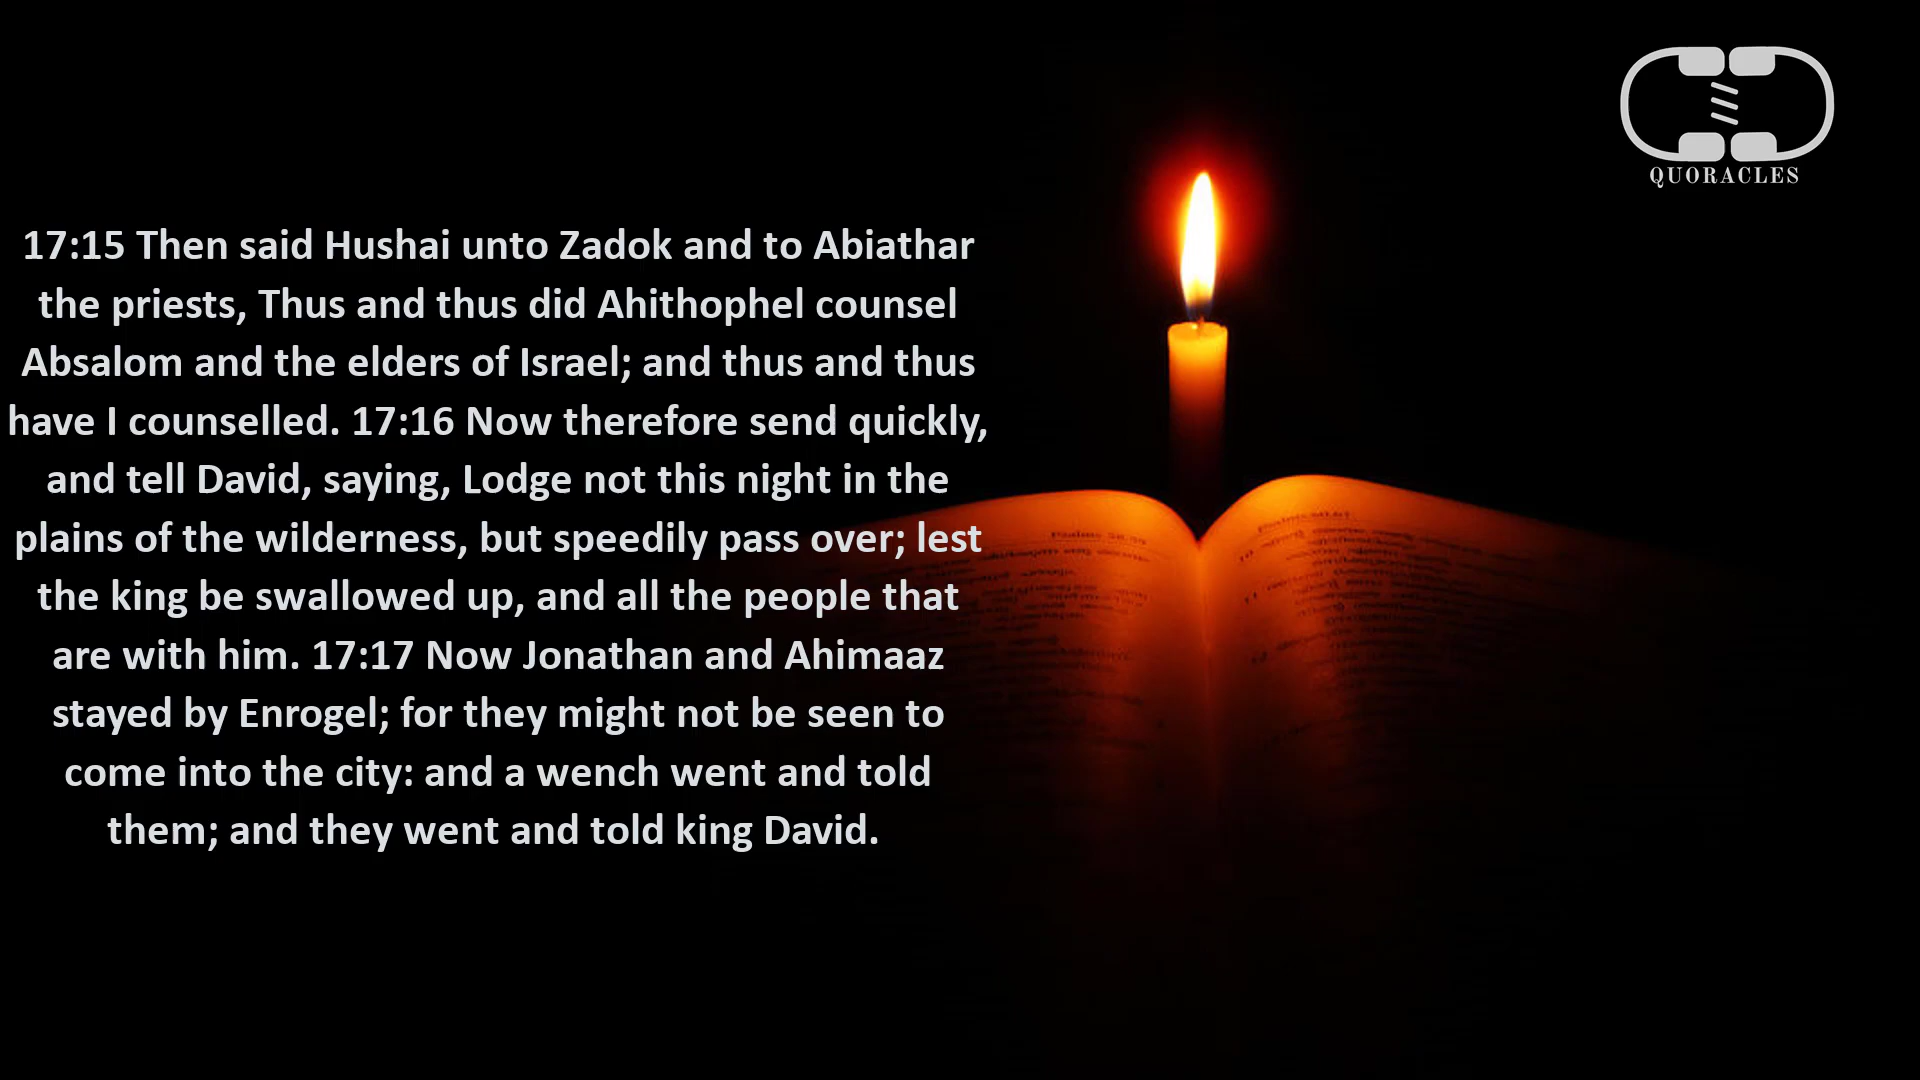 QUORACLES
17:15 Then said Hushai unto Zadok and to Abiathar
the priests, Thus and thus did Ahithophel counsel
Absalom and the elders of Israel; and thus and thus
have I counselled. 17:16 Now therefore send quickly,
and tell David, saying, Lodge not this night in the
plains of the wilderness, but speedily pass over; lest
the king be swallowed up, and all the people that
are with him. 17:17 Now Jonathan and Ahimaaz
stayed by Enrogel; for they might not be seen to
come into the city: and a wench went and told
them; and they went and told king David.